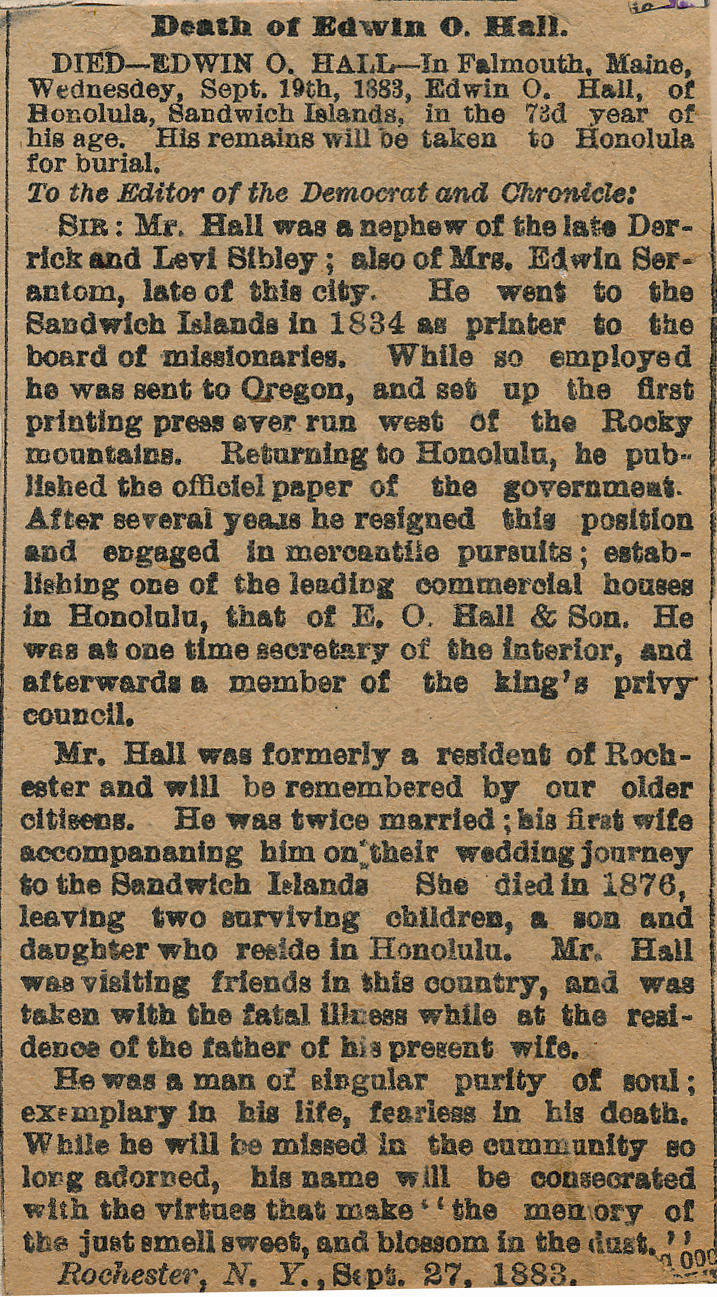 Death of Edwin O. Hall.
DIED—EDWIN O. HALL—In Falmouth, Maine,
Wednesdey, Sept. 19th, 1883, Edwin O. Hall, of
Honolula, Sandwich Islands, in the 73d year of
his age. His remains will be taken to Honolula
for burial.
To the Editor of the Democrat and Chronicle:
SIR: Mr. Hall was a nephew of the late Der-
rick and Levi Sibley; also of Mrs. Edwin Ser-
antom, late of this city. He went to the
Sandwich Islands in 1834 as printer to the
board of missionaries. While so employed
he was sent to Oregon, and set up the first
printing press ever run west of the Rocky
mountains. Returning to Honolulu, he pub-
lished the officiel paper of the government.
After several years he resigned this position
and engaged in mercantile pursuits; estab-
lishing one of the leading commercial houses
in Honolulu, that of E. O. Hall & Son. He
was at one time secretary of the interior, and
afterwards a member of the king's privy
council.
Mr. Hall was formerly a resident of Roch-
ester and will be remembered by our older
citisens. He was twice married; his first wife
accompananing him on their wedding journey
to the Sandwich Islands She died in 1876,
leaving two surviving children, a son and
daughter who reside in Honolulu. Mr. Hall
was visiting friends in this country, and was
taken with the fatal illness while at the resi-
dence of the father of his present wife.
He was a man of singular purity of soul;
exemplary in his life, fearless in his death.
While he will be missed in the cummunity so
long adorned, his name will be consecrated
with the virtues that make "the memory of
the just smell sweet, and blossom in the dust."
Rochester, N. Y., Sept. 27, 1883.